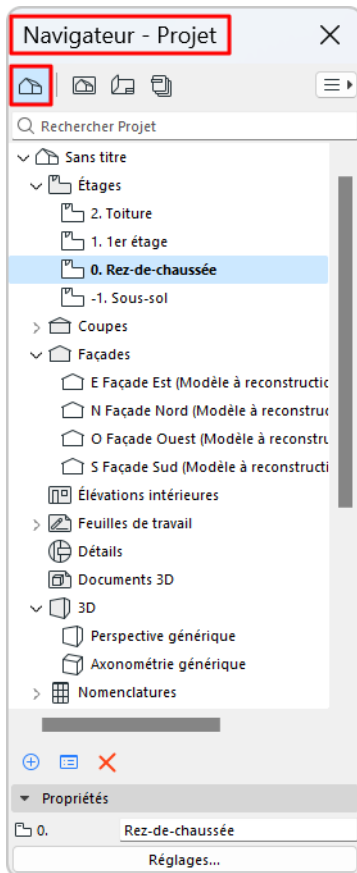 Navigateur - Projet
Rechercher Projet
Sans titre
Étages
2. Toiture
1. 1er étage
0. Rez-de-chaussée
-1. Sous-sol
Coupes
Façades
E Façade Est (Modèle à reconstructic
N Façade Nord (Modèle à reconstruc
O Façade Ouest (Modèle à reconstru
S Façade Sud (Modèle à reconstructi
Élévations intérieures
Feuilles de travail
Détails
Documents 3D
3D
Perspective générique
Axonométrie générique
Nomenclatures
Propriétés
0. Rez-de-chaussée
Réglages...